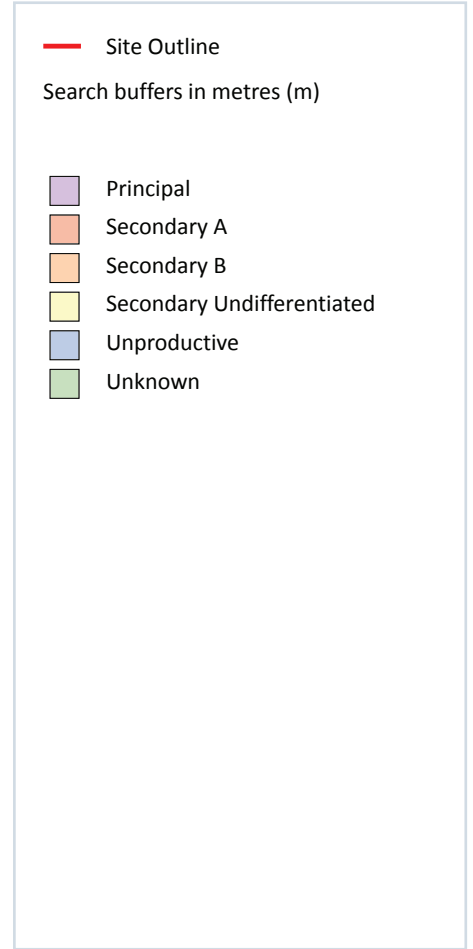 Site Outline
Search buffers in metres (m)
Principal
Secondary A
Secondary B
Secondary Undifferentiated
Unproductive
Unknown